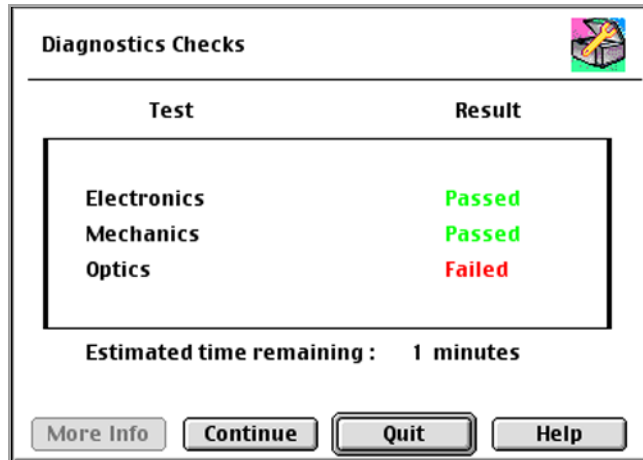 Diagnostics Checks
Test Result
Electronics Passed
Mechanics Passed
Optics Failed
Estimated time remaining : 1 minutes
More Info Continue Quit Help